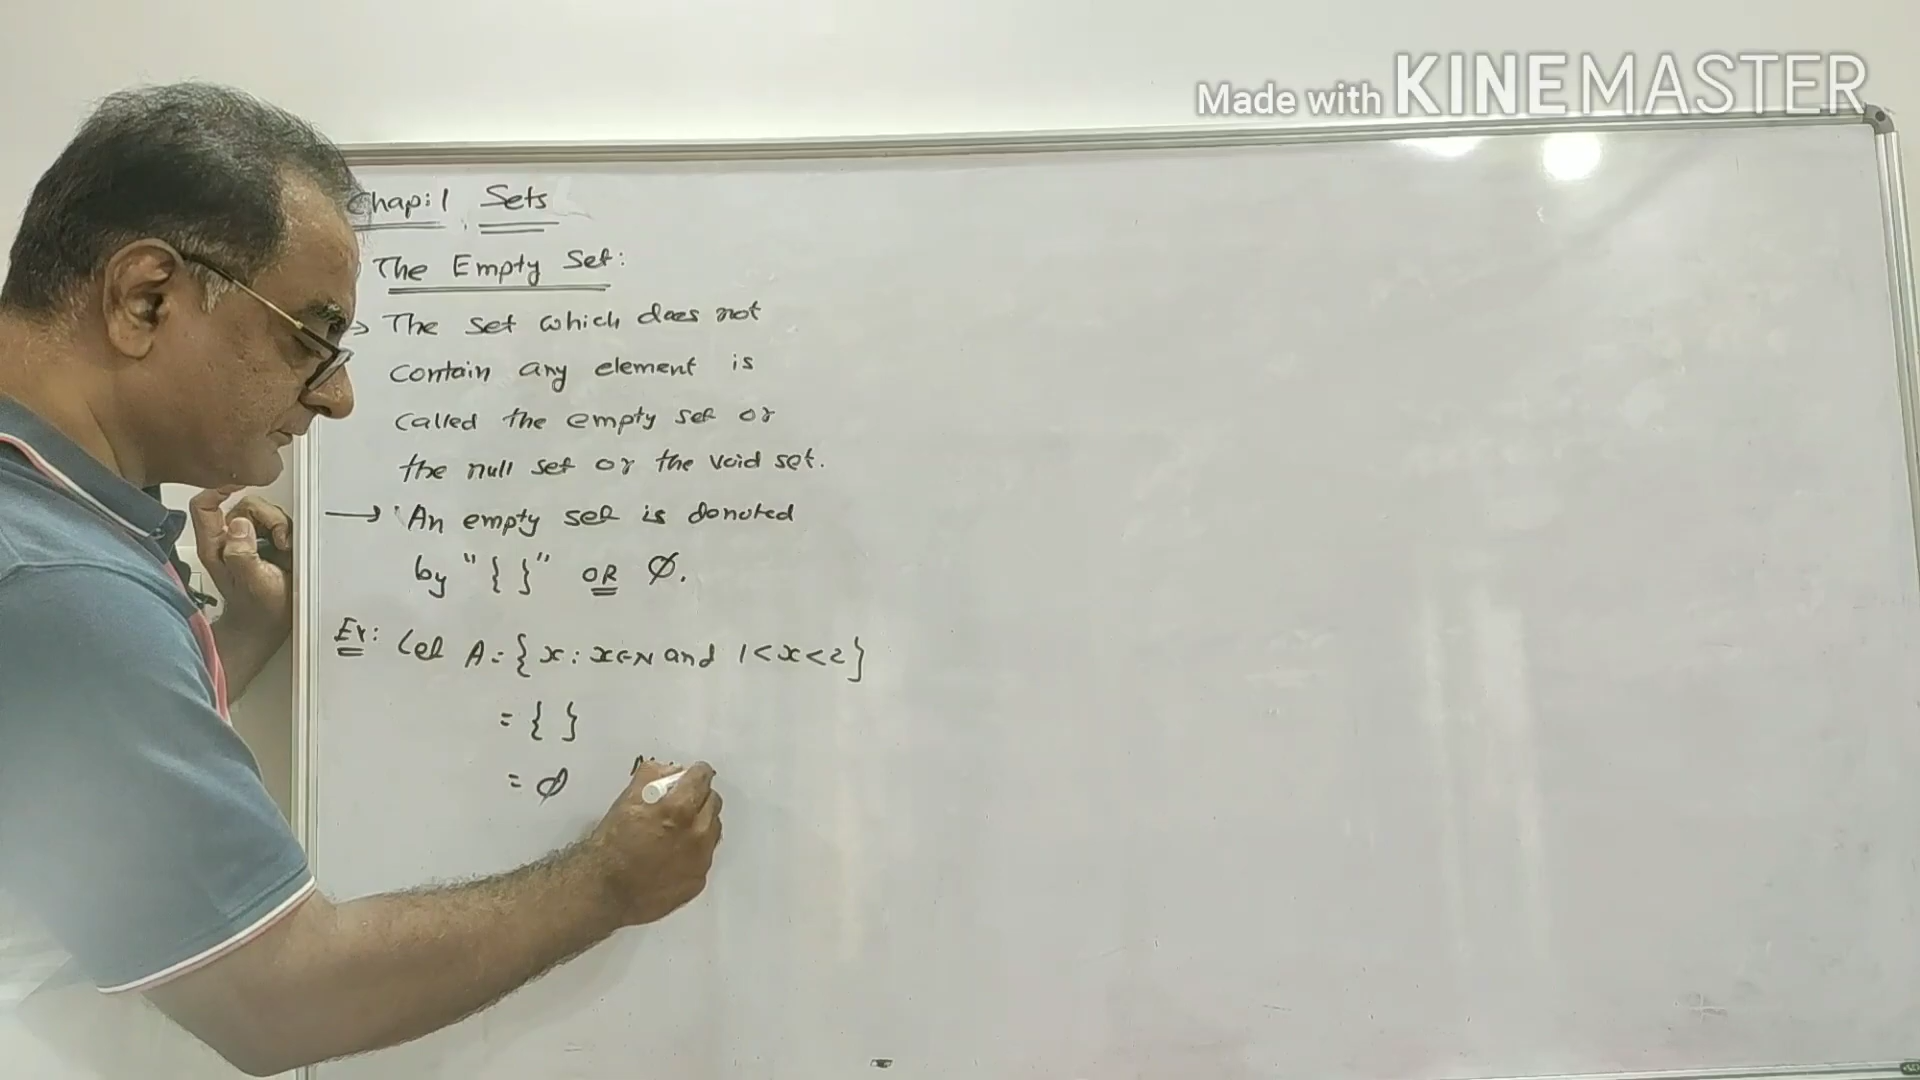 Made with KINEMASTER
Chap:1 Sets
The Empty Set:
→ The set which does not
contain any element is
called the empty set or
the null set or the void set.
→ An empty set is donoted
by "{ }" OR Ø.
Ex: Let A = { x : x ∈ N and 1 < x < 2 }
= { }
= Ø